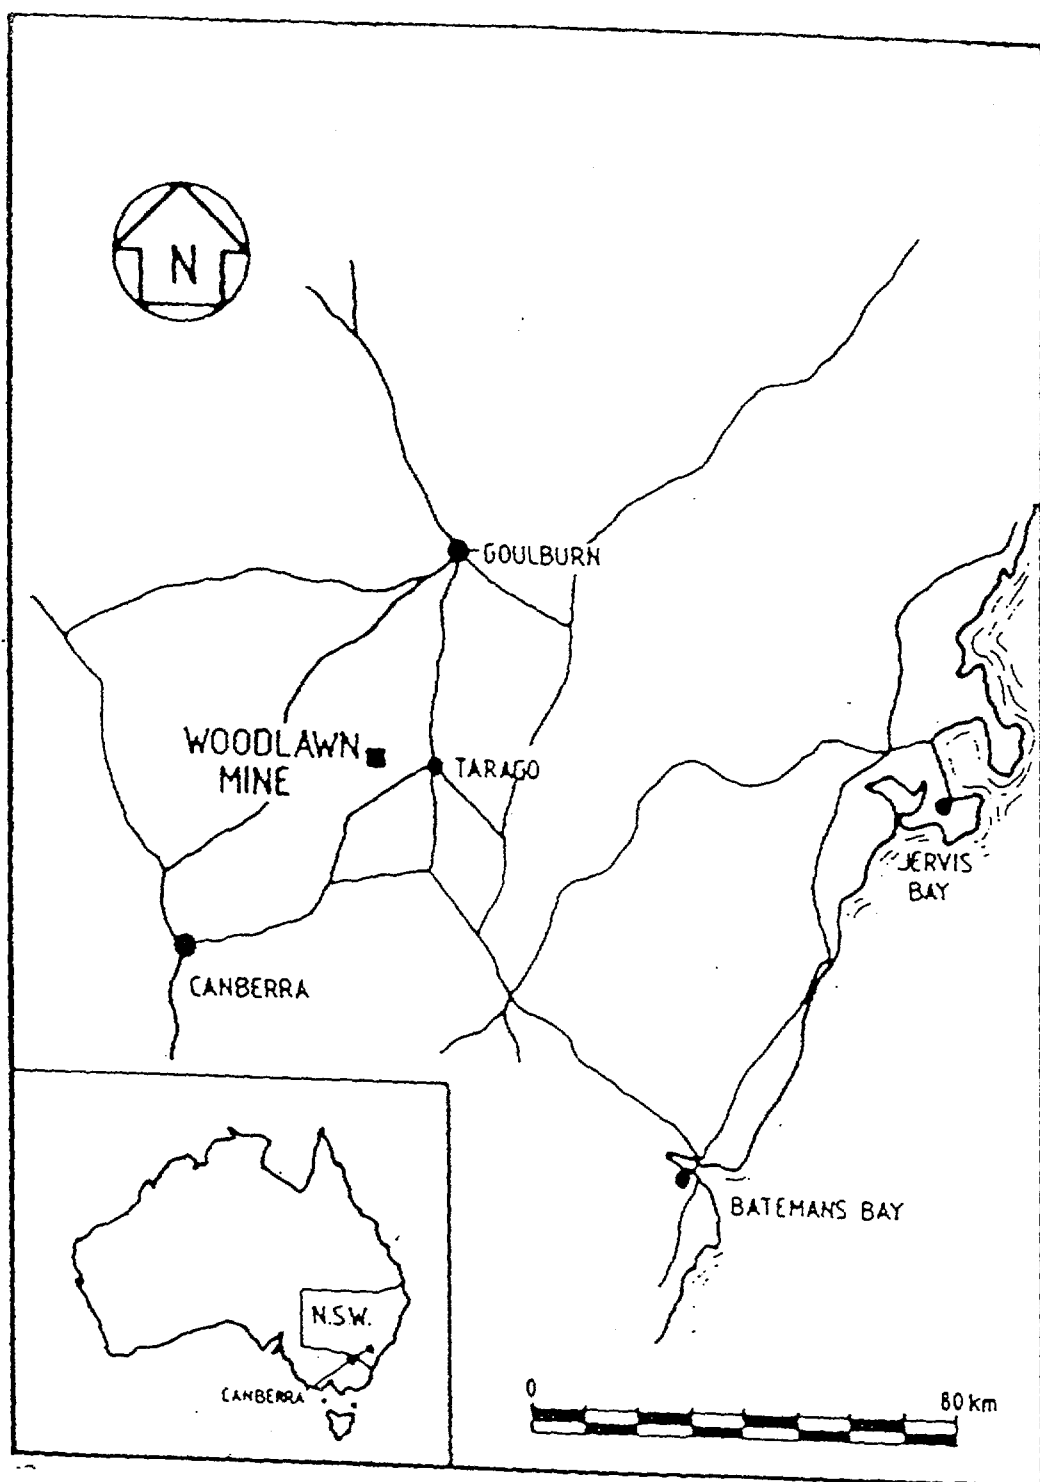 N
GOULBURN
WOODLAWN
MINE
TARAGO
JERVIS
BAY
CANBERRA
BATEMANS BAY
N.S.W.
CANBERRA
0
80 km